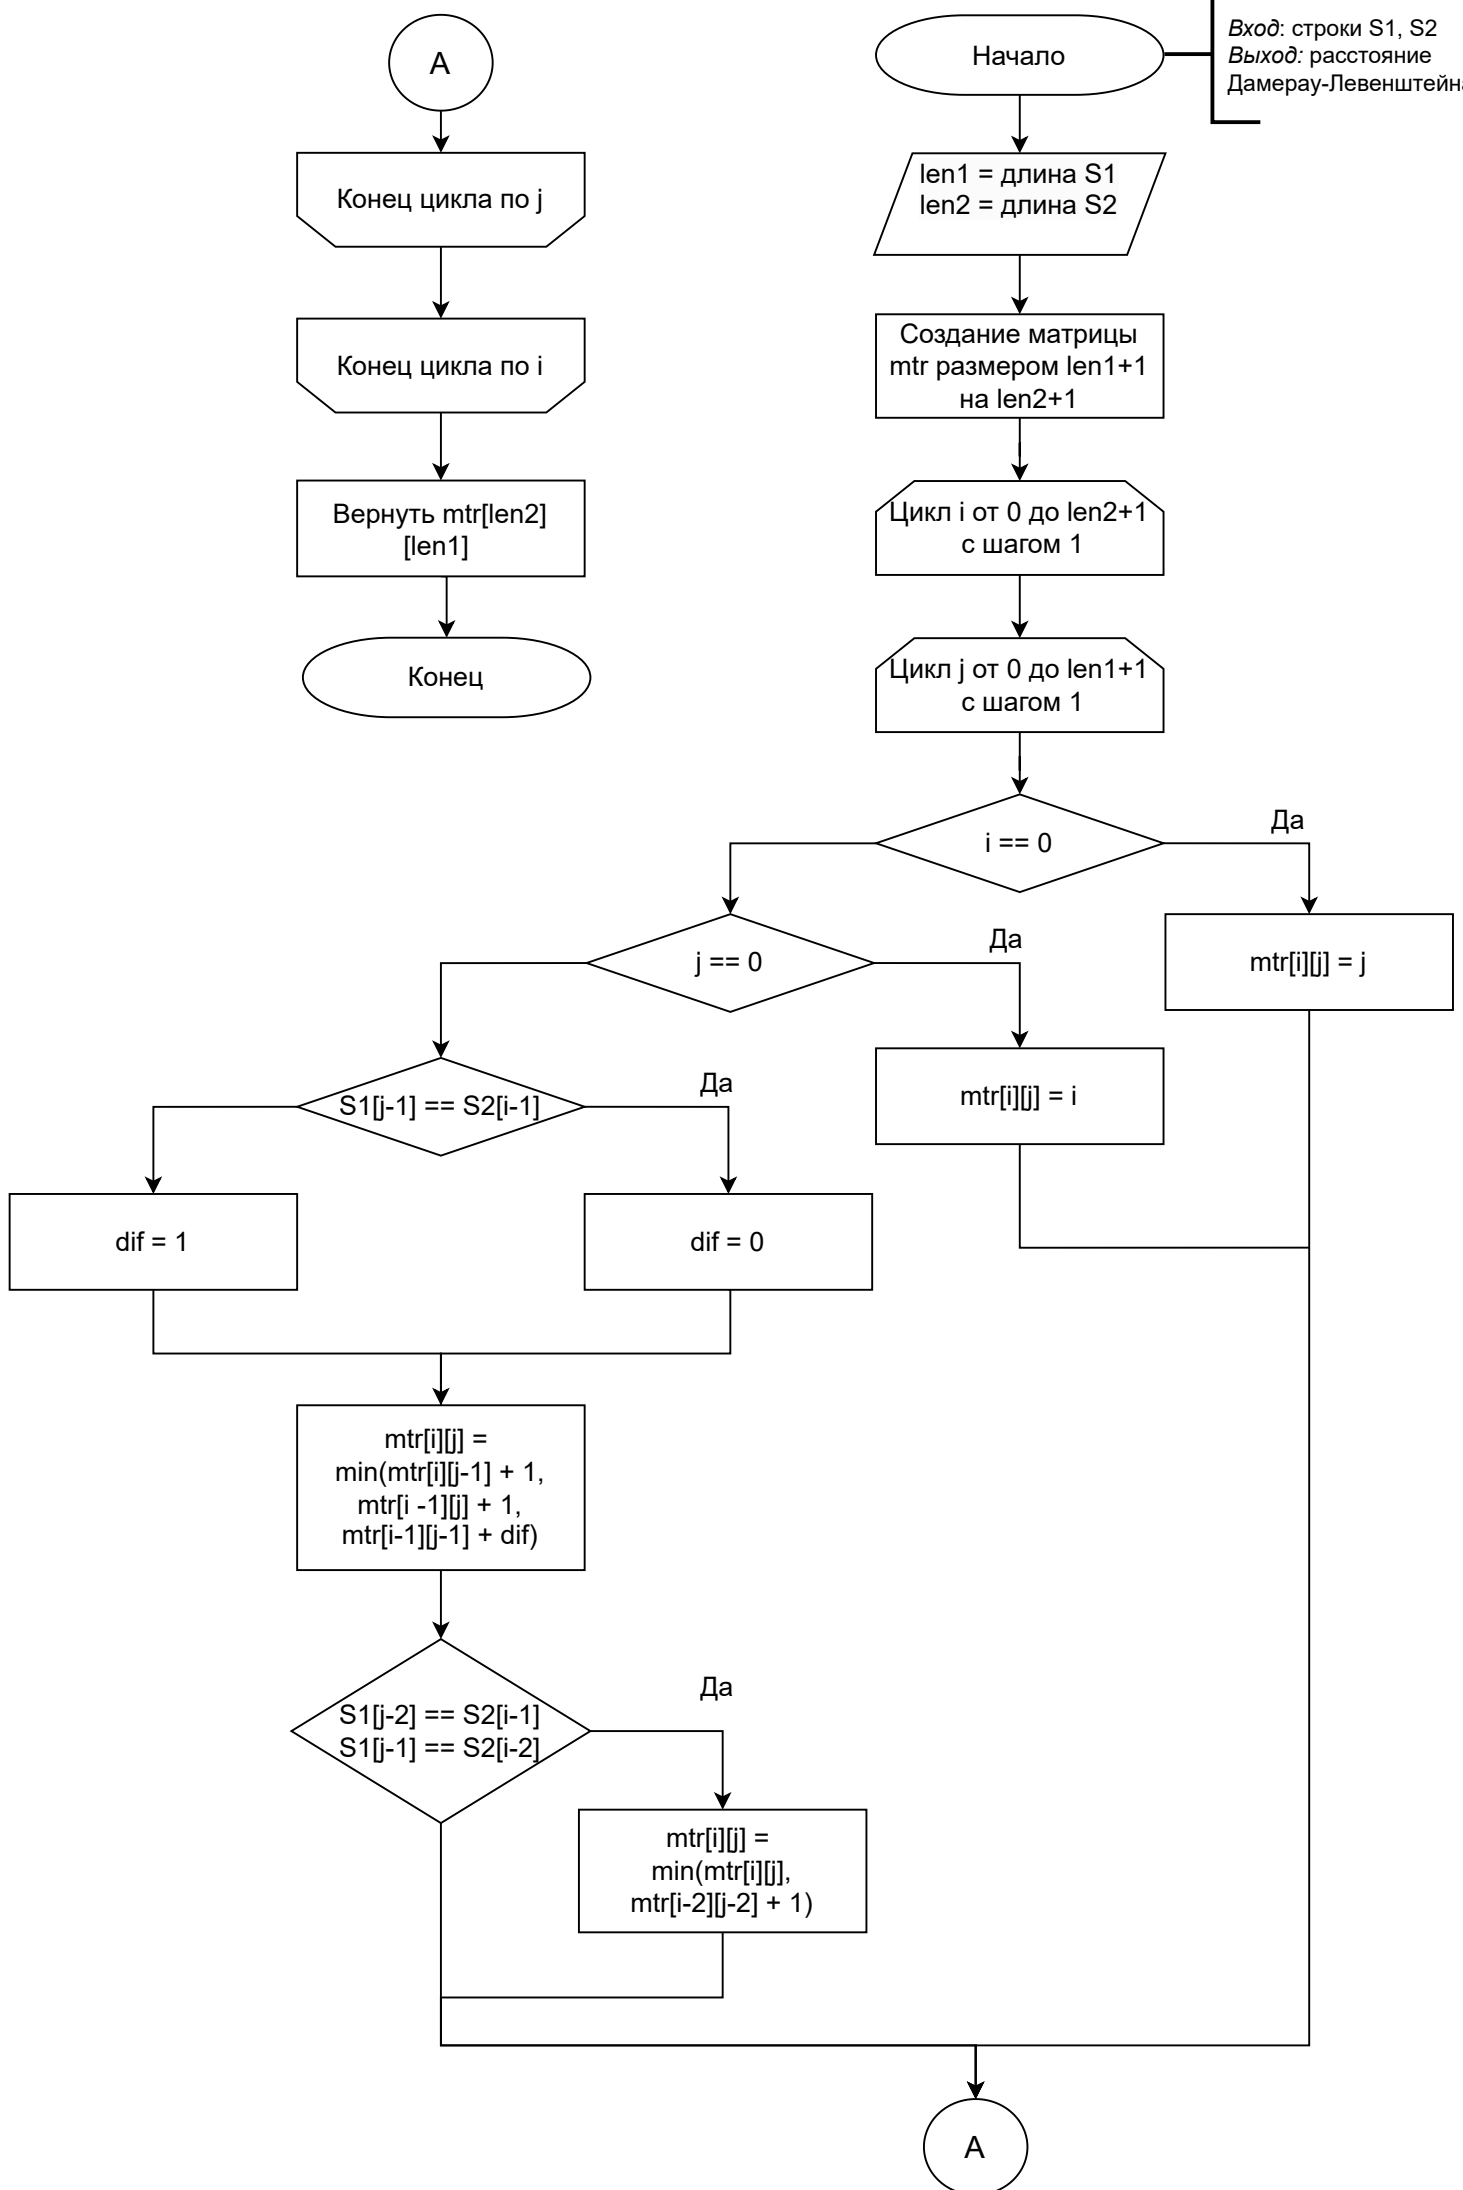 A
Конец цикла по j
Конец цикла по i
Вернуть mtr[len2]
[len1]
Конец
Начало
Вход: строки S1, S2
Выход: расстояние
Дамерау-Левенштейна
len1 = длина S1
len2 = длина S2
Создание матрицы
mtr размером len1+1
на len2+1
Цикл i от 0 до len2+1
с шагом 1
Цикл j от 0 до len1+1
с шагом 1
i == 0
Да
j == 0
Да
mtr[i][j] = j
S1[j-1] == S2[i-1]
Да
mtr[i][j] = i
dif = 1
dif = 0
mtr[i][j] =
min(mtr[i][j-1] + 1,
mtr[i -1][j] + 1,
mtr[i-1][j-1] + dif)
S1[j-2] == S2[i-1]
S1[j-1] == S2[i-2]
Да
mtr[i][j] =
min(mtr[i][j],
mtr[i-2][j-2] + 1)
A